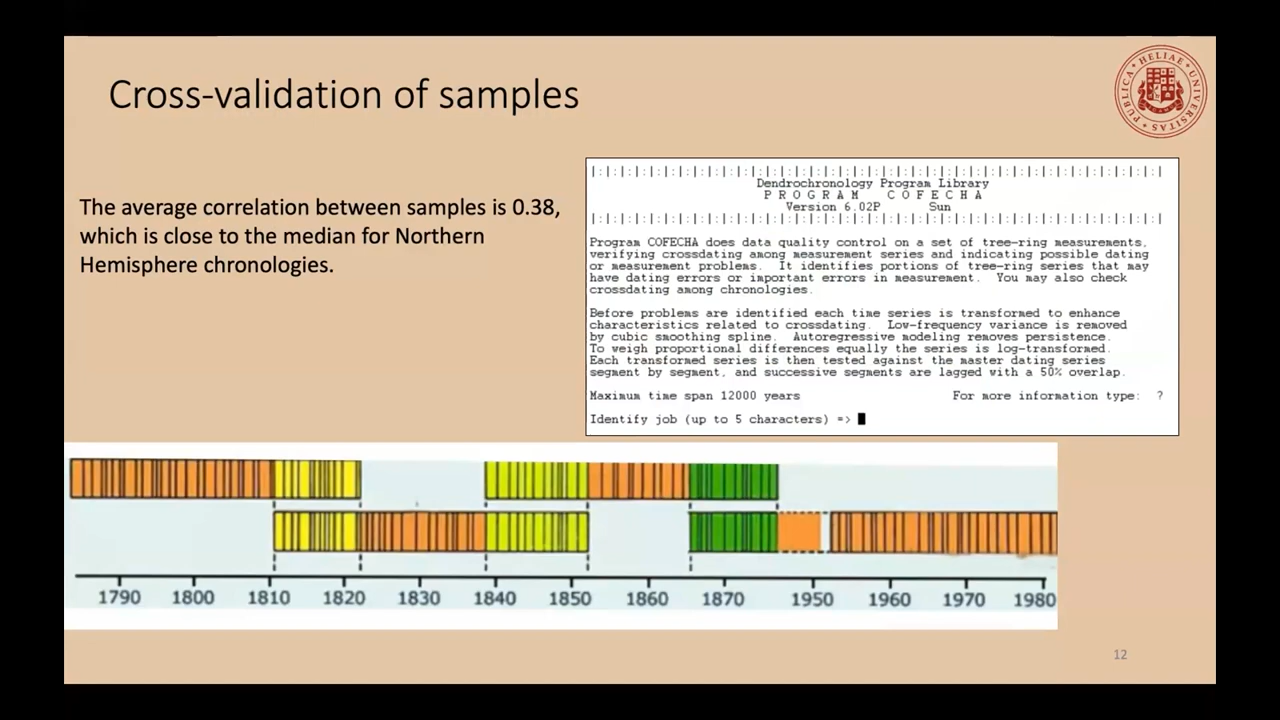 Cross-validation of samples
PUBLICA • HELIAE • UNIVERSITAS •
The average correlation between samples is 0.38,
which is close to the median for Northern
Hemisphere chronologies.
|:|:|:|:|:|:|:|:|:|:|:|:|:|:|:|:|:|:|:|:|:|:|:|:|:|:|:|:|:|:|:|:|:|:|:|:|:|:|:|
Dendrochronology Program Library
P R O G R A M C O F E C H A
Version 6.02P Sun
|:|:|:|:|:|:|:|:|:|:|:|:|:|:|:|:|:|:|:|:|:|:|:|:|:|:|:|:|:|:|:|:|:|:|:|:|:|:|:|
Program COFECHA does data quality control on a set of tree-ring measurements,
verifying crossdating among measurement series and indicating possible dating
or measurement problems. It identifies portions of tree-ring series that may
have dating errors or important errors in measurement. You may also check
crossdating among chronologies.
Before problems are identified each time series is transformed to enhance
characteristics related to crossdating. Low-frequency variance is removed
by cubic smoothing spline. Autoregressive modeling removes persistence.
To weigh proportional differences equally the series is log-transformed.
Each transformed series is then tested against the master dating series
segment by segment, and successive segments are lagged with a 50% overlap.
Maximum time span 12000 years For more information type: ?
Identify job (up to 5 characters) =>
1790 1800 1810 1820 1830 1840 1850 1860 1870 1950 1960 1970 1980
12